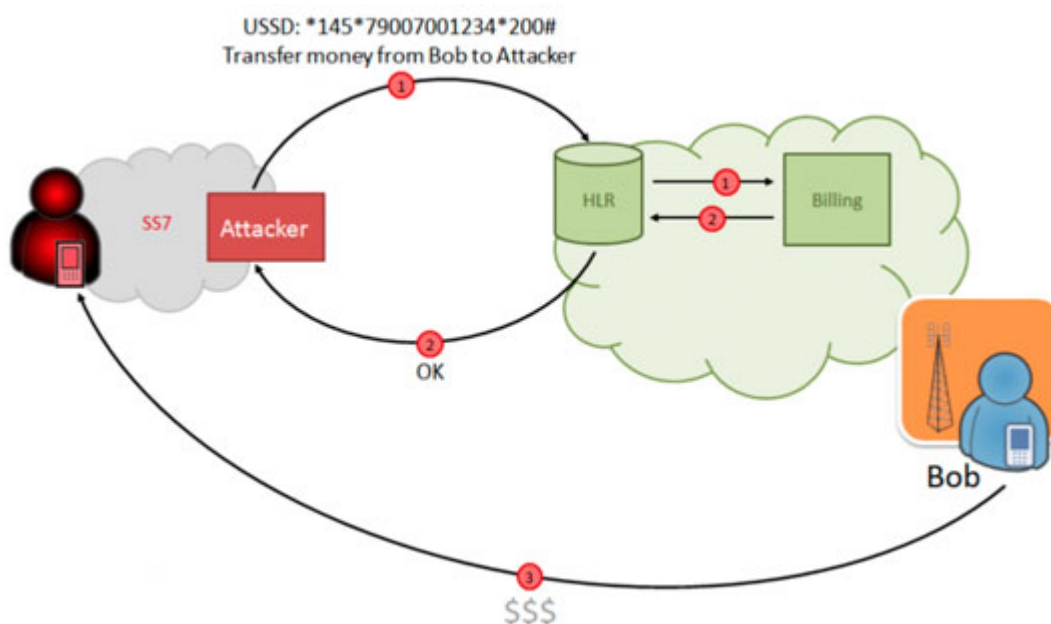 USSD: *145*79007001234*200#
Transfer money from Bob to Attacker
1
HLR
1
Billing
2
SS7
Attacker
2
OK
Bob
3
$$$